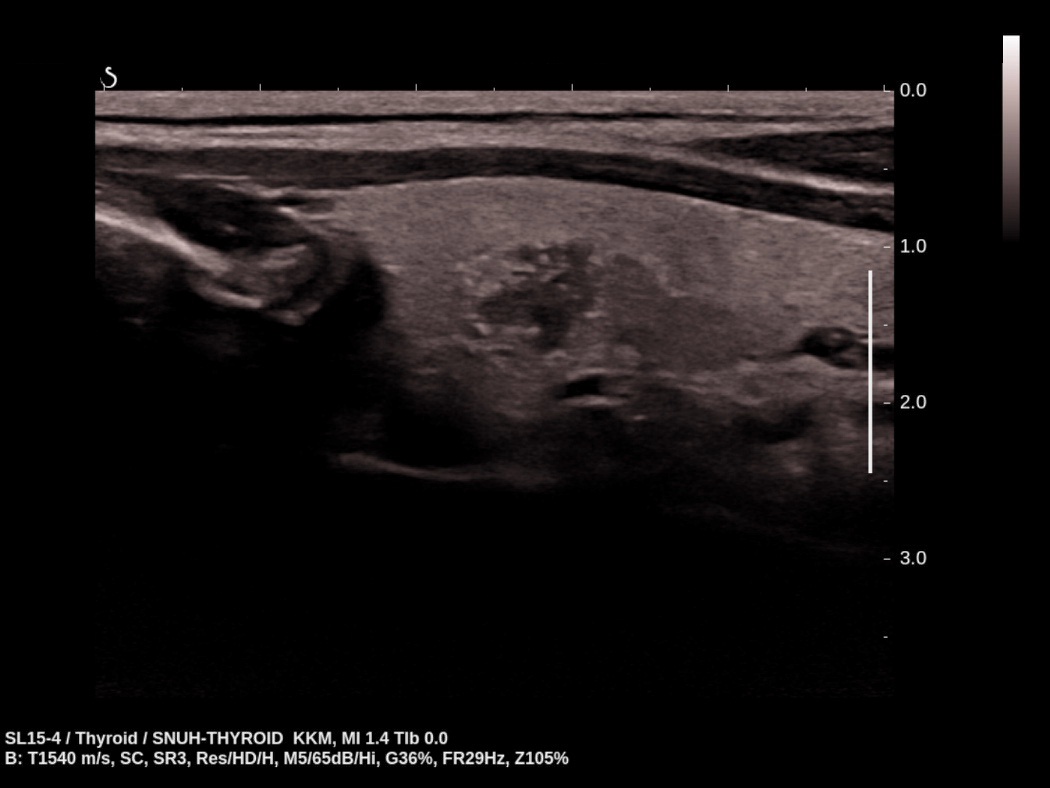 S
0.0
1.0
2.0
3.0
SL15-4 / Thyroid / SNUH-THYROID KKM, MI 1.4 TIb 0.0
B: T1540 m/s, SC, SR3, Res/HD/H, M5/65dB/Hi, G36%, FR29Hz, Z105%